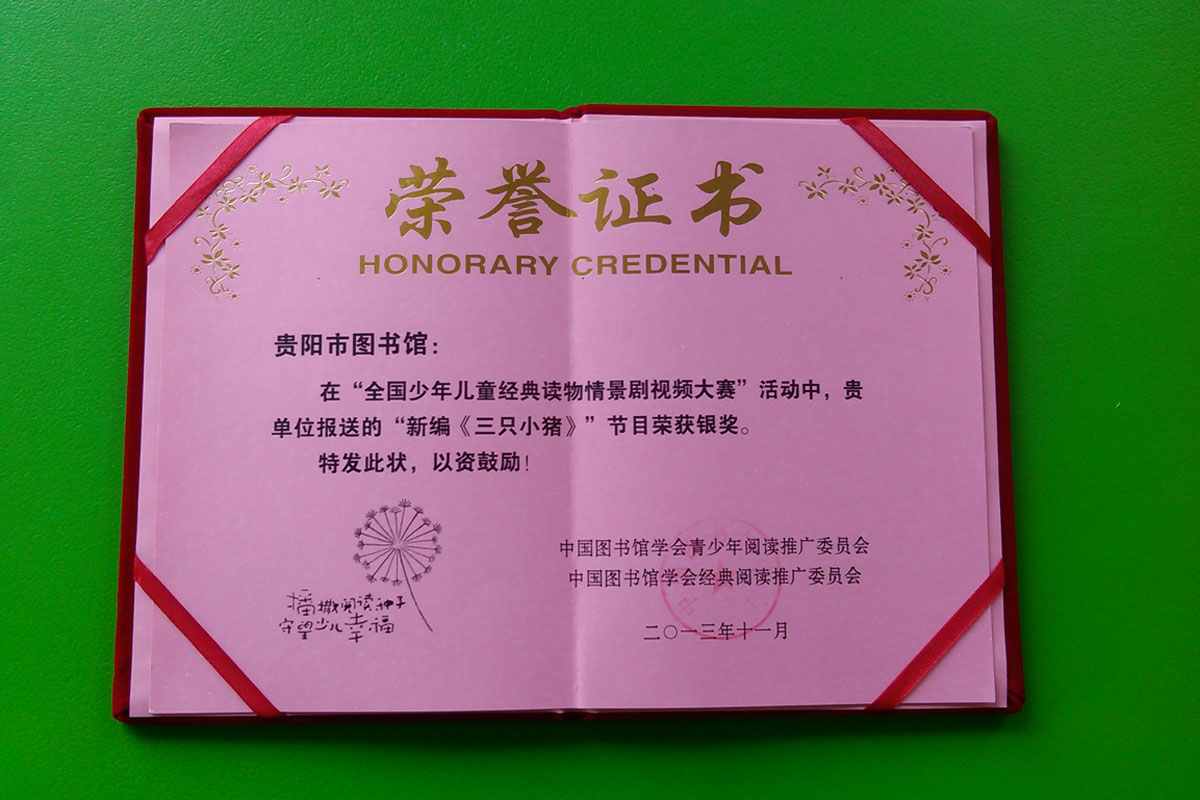 荣誉证书
HONORARY CREDENTIAL
贵阳市图书馆：
在“全国少年儿童经典读物情景剧视频大赛”活动中，贵
单位报送的“新编《三只小猪》”节目荣获银奖。
特发此状，以资鼓励！
中国图书馆学会青少年阅读推广委员会
中国图书馆学会经典阅读推广委员会
二〇一三年十一月
播撒阅读种子
守望少儿幸福